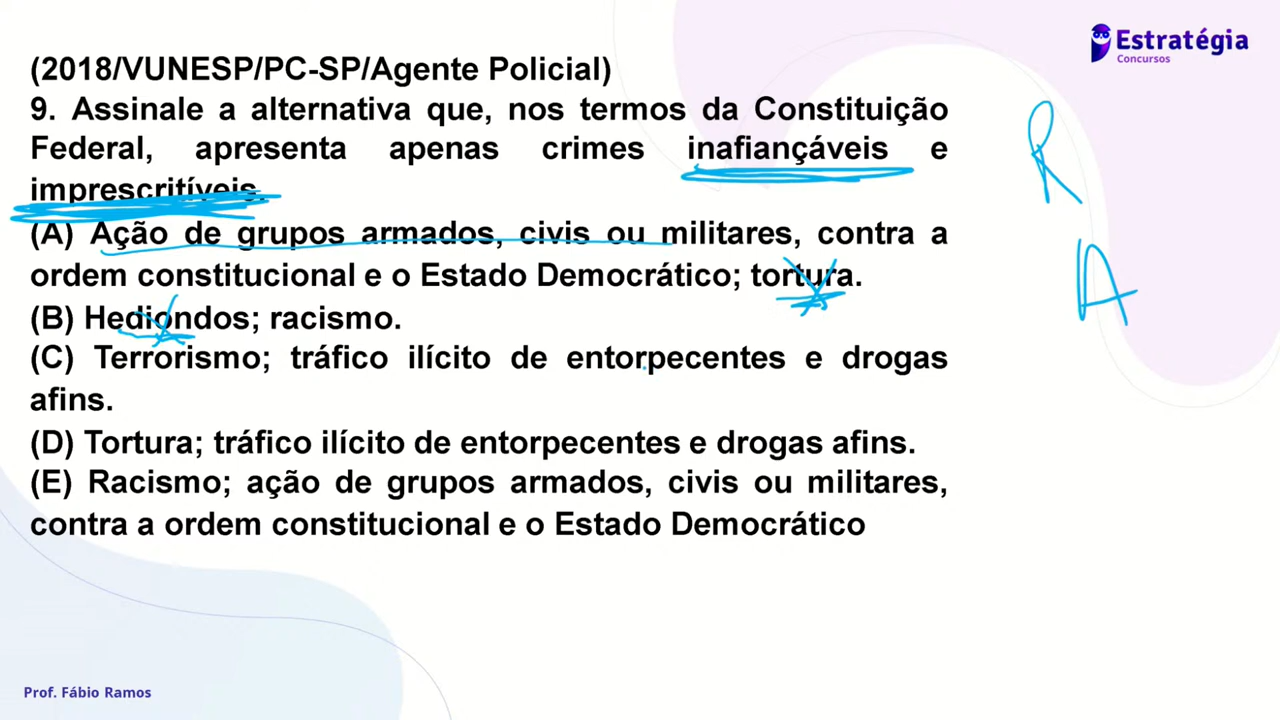 Estratégia
Concursos
(2018/VUNESP/PC-SP/Agente Policial)
9. Assinale a alternativa que, nos termos da Constituição
Federal, apresenta apenas crimes inafiançáveis e
imprescritíveis.
(A) Ação de grupos armados, civis ou militares, contra a
ordem constitucional e o Estado Democrático; tortura.
(B) Hediondos; racismo.
(C) Terrorismo; tráfico ilícito de entorpecentes e drogas
afins.
(D) Tortura; tráfico ilícito de entorpecentes e drogas afins.
(E) Racismo; ação de grupos armados, civis ou militares,
contra a ordem constitucional e o Estado Democrático
R
A
Prof. Fábio Ramos